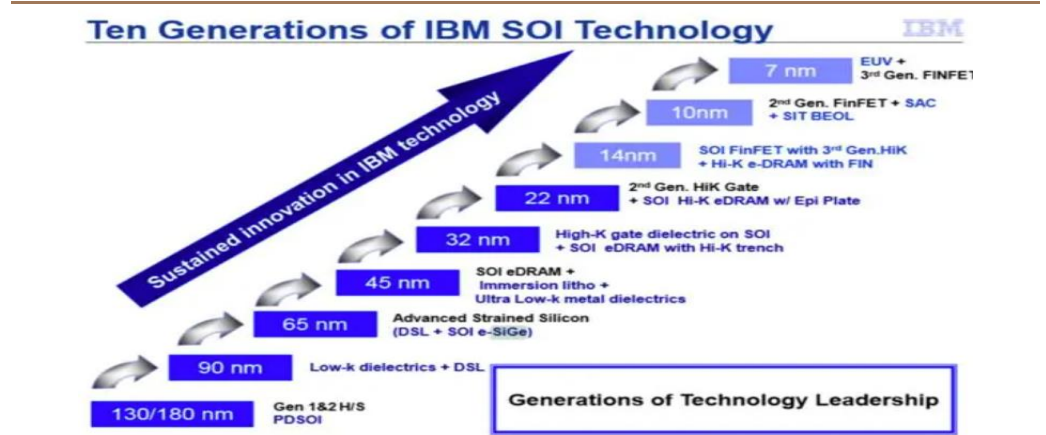 Ten Generations of IBM SOI Technology
IBM
Sustained innovation in IBM technology
7 nm
EUV +
3rd Gen. FINFET
10nm
2nd Gen. FinFET + SAC
+ SIT BEOL
14nm
SOI FinFET with 3rd Gen.HiK
+ Hi-K e-DRAM with FIN
22 nm
2nd Gen. HiK Gate
+ SOI Hi-K eDRAM w/ Epi Plate
32 nm
High-K gate dielectric on SOI
+ SOI eDRAM with Hi-K trench
45 nm
SOI eDRAM +
Immersion litho +
Ultra Low-k metal dielectrics
65 nm
Advanced Strained Silicon
(DSL + SOI e-SiGe)
90 nm
Low-k dielectrics + DSL
130/180 nm
Gen 1&2 H/S
PDSOI
Generations of Technology Leadership